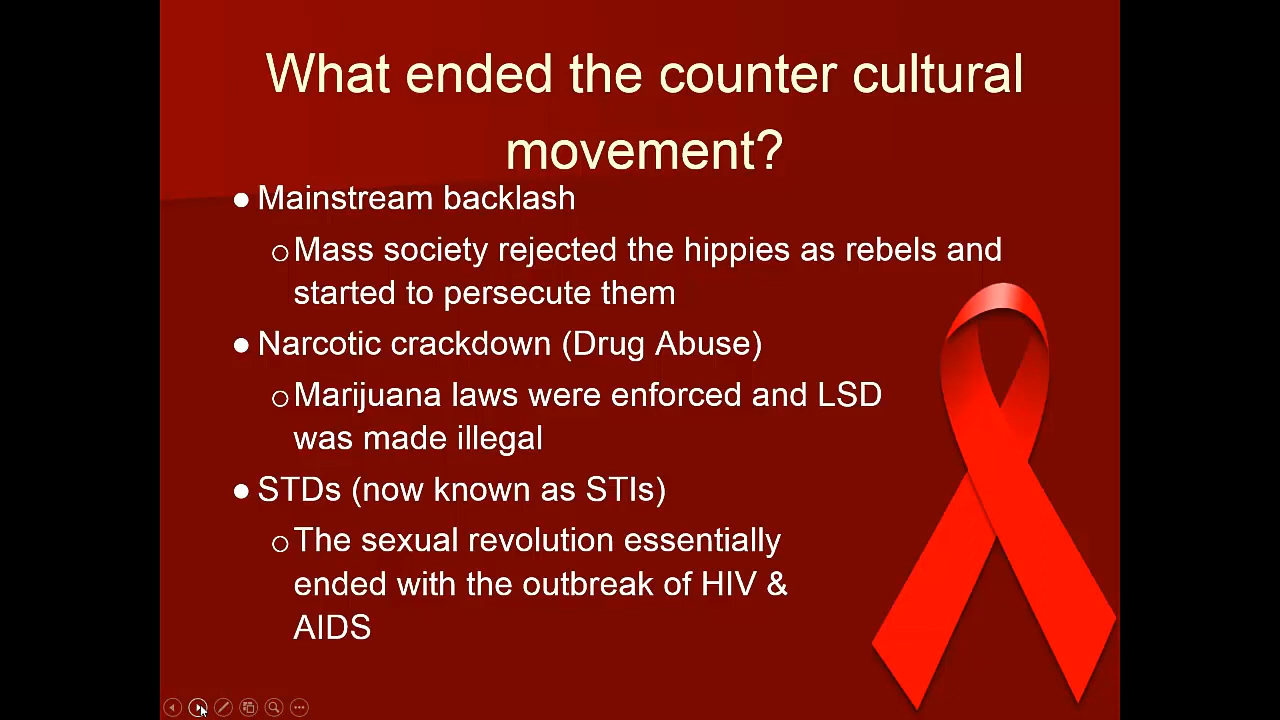 What ended the counter cultural
movement?
● Mainstream backlash
○ Mass society rejected the hippies as rebels and
started to persecute them
● Narcotic crackdown (Drug Abuse)
○ Marijuana laws were enforced and LSD
was made illegal
● STDs (now known as STIs)
○ The sexual revolution essentially
ended with the outbreak of HIV &
AIDS